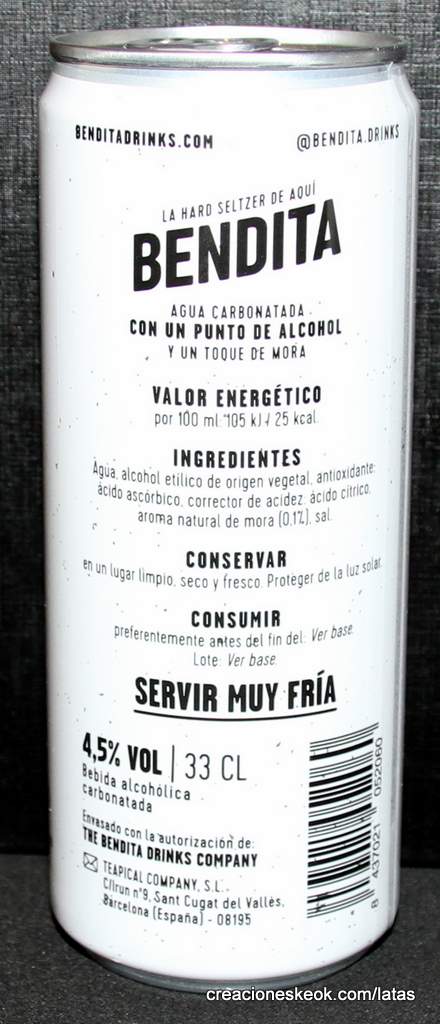 BENDITADRINKS.COM
@BENDITA.DRINKS
LA HARD SELTZER DE AQUÍ
BENDITA
AGUA CARBONATADA
CON UN PUNTO DE ALCOHOL
Y UN TOQUE DE MORA
VALOR ENERGÉTICO
por 100 ml: 105 kJ / 25 kcal.
INGREDIENTES
Agua, alcohol etílico de origen vegetal, antioxidante:
ácido ascórbico, corrector de acidez: ácido cítrico,
aroma natural de mora (0,1%), sal.
CONSERVAR
en un lugar limpio, seco y fresco. Proteger de la luz solar.
CONSUMIR
preferentemente antes del fin del: Ver base.
Lote: Ver base.
SERVIR MUY FRÍA
4,5% VOL | 33 CL
Bebida alcohólica
carbonatada
Envasado con la autorización de:
THE BENDITA DRINKS COMPANY
TEAPICAL COMPANY, S.L.
C/Irun nº9, Sant Cugat del Vallès,
Barcelona (España) - 08195
8 437021 052060
creacioneskeok.com/latas